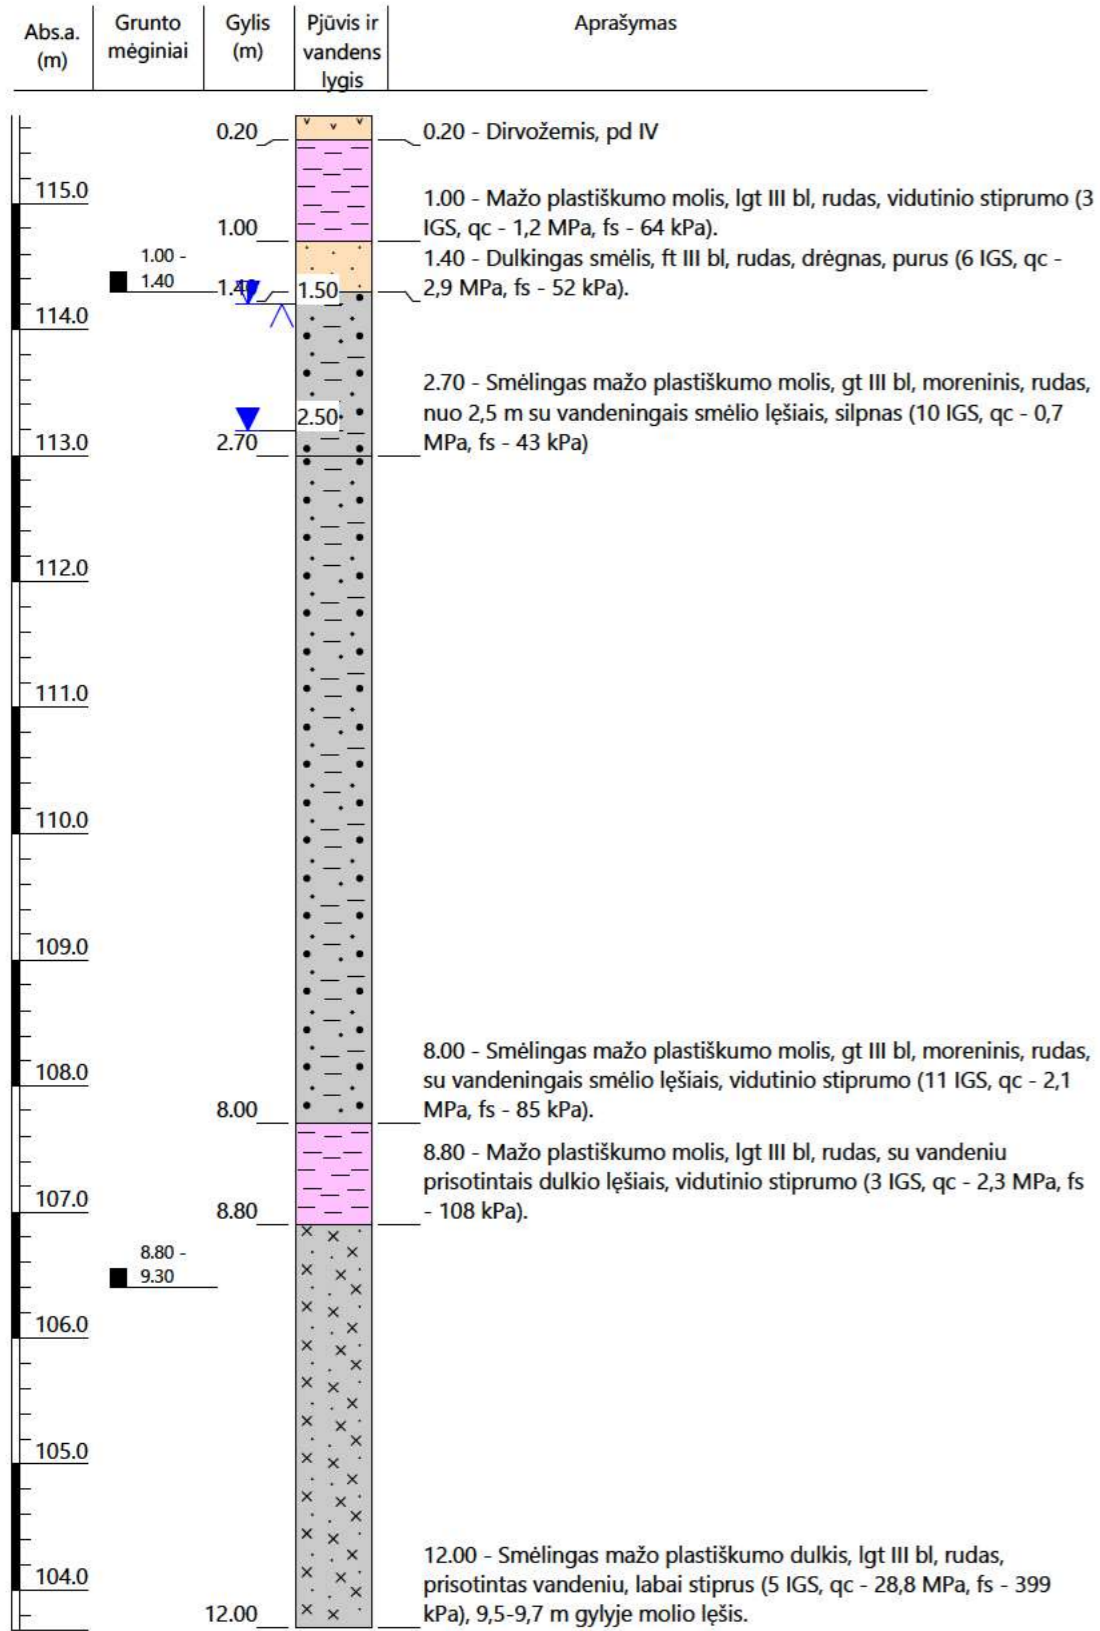 Abs.a.
(m)
Grunto
mėginiai
Gylis
(m)
Pjūvis ir
vandens
lygis
Aprašymas
0.20
0.20 - Dirvožemis, pd IV
115.0
1.00
1.00 - Mažo plastiškumo molis, lgt III bl, rudas, vidutinio stiprumo (3
IGS, qc - 1,2 MPa, fs - 64 kPa).
1.00 -
1.40
1.40
1.50
1.40 - Dulkingas smėlis, ft III bl, rudas, drėgnas, purus (6 IGS, qc -
2,9 MPa, fs - 52 kPa).
114.0
2.50
2.70 - Smėlingas mažo plastiškumo molis, gt III bl, moreninis, rudas,
nuo 2,5 m su vandeningais smėlio lęšiais, silpnas (10 IGS, qc - 0,7
MPa, fs - 43 kPa)
113.0
2.70
112.0
111.0
110.0
109.0
108.0
8.00
8.00 - Smėlingas mažo plastiškumo molis, gt III bl, moreninis, rudas,
su vandeningais smėlio lęšiais, vidutinio stiprumo (11 IGS, qc - 2,1
MPa, fs - 85 kPa).
107.0
8.80
8.80 - Mažo plastiškumo molis, lgt III bl, rudas, su vandeniu
prisotintais dulkio lęšiais, vidutinio stiprumo (3 IGS, qc - 2,3 MPa, fs
- 108 kPa).
8.80 -
9.30
106.0
105.0
104.0
12.00
12.00 - Smėlingas mažo plastiškumo dulkis, lgt III bl, rudas,
prisotintas vandeniu, labai stiprus (5 IGS, qc - 28,8 MPa, fs - 399
kPa), 9,5-9,7 m gylyje molio lęšis.